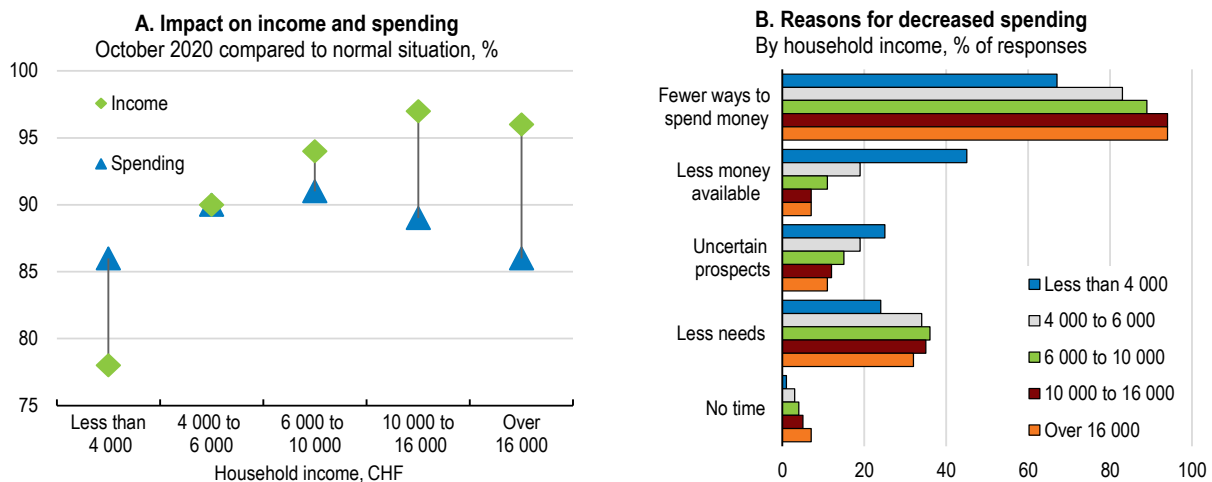 A. Impact on income and spending
October 2020 compared to normal situation, %
100
95
90
85
80
75
Income
Spending
Less than
4 000
4 000 to
6 000
6 000 to
10 000
10 000 to
16 000
Over
16 000
Household income, CHF
B. Reasons for decreased spending
By household income, % of responses
Fewer ways to
spend money
Less money
available
Uncertain
prospects
Less needs
No time
Less than 4 000
4 000 to 6 000
6 000 to 10 000
10 000 to 16 000
Over 16 000
0
20
40
60
80
100